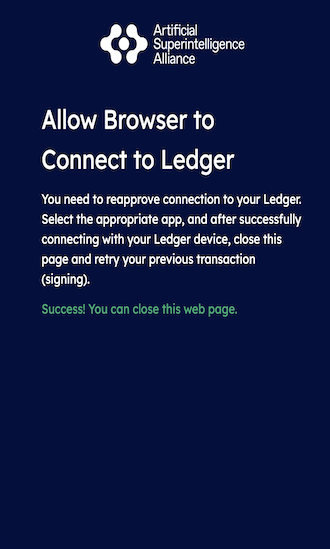 Artificial
Superintelligence
Alliance
Allow Browser to
Connect to Ledger
You need to reapprove connection to your Ledger.
Select the appropriate app, and after successfully
connecting with your Ledger device, close this
page and retry your previous transaction
(signing).
Success! You can close this web page.